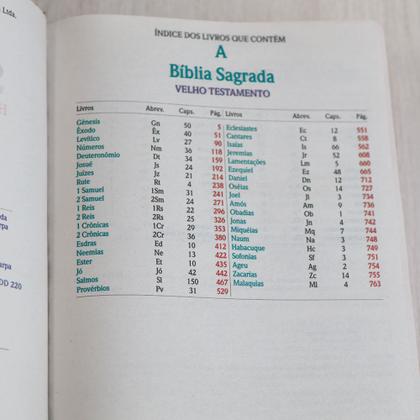 Ltda.
ÍNDICE DOS LIVROS QUE CONTÉM
A
Bíblia Sagrada
VELHO TESTAMENTO
Livros Abrev. Caps. Pág.
Gênesis Gn 50 5
Êxodo Êx 40 51
Levítico Lv 27 90
Números Nm 36 118
Deuteronômio Dt 34 159
Josué Js 24 192
Juízes Jz 21 214
Rute Rt 4 238
1 Samuel 1Sm 31 241
2 Samuel 2Sm 24 271
1 Reis 1Rs 22 296
2 Reis 2Rs 25 326
1 Crônicas 1Cr 29 353
2 Crônicas 2Cr 36 380
Esdras Ed 10 412
Neemias Ne 13 422
Ester Et 10 435
Jó Jó 42 442
Salmos Sl 150 467
Provérbios Pv 31 529
Livros Abrev. Caps. Pág.
Eclesiastes Ec 12 551
Cantares Ct 8 558
Isaías Is 66 562
Jeremias Jr 52 608
Lamentações Lm 5 660
Ezequiel Ez 48 665
Daniel Dn 12 712
Oséias Os 14 727
Joel Jl 3 734
Amós Am 9 736
Obadias Ob 1 741
Jonas Jn 4 742
Miquéias Mq 7 744
Naum Na 3 748
Habacuque Hc 3 749
Sofonias Sf 3 751
Ageu Ag 2 754
Zacarias Zc 14 755
Malaquias Ml 4 763